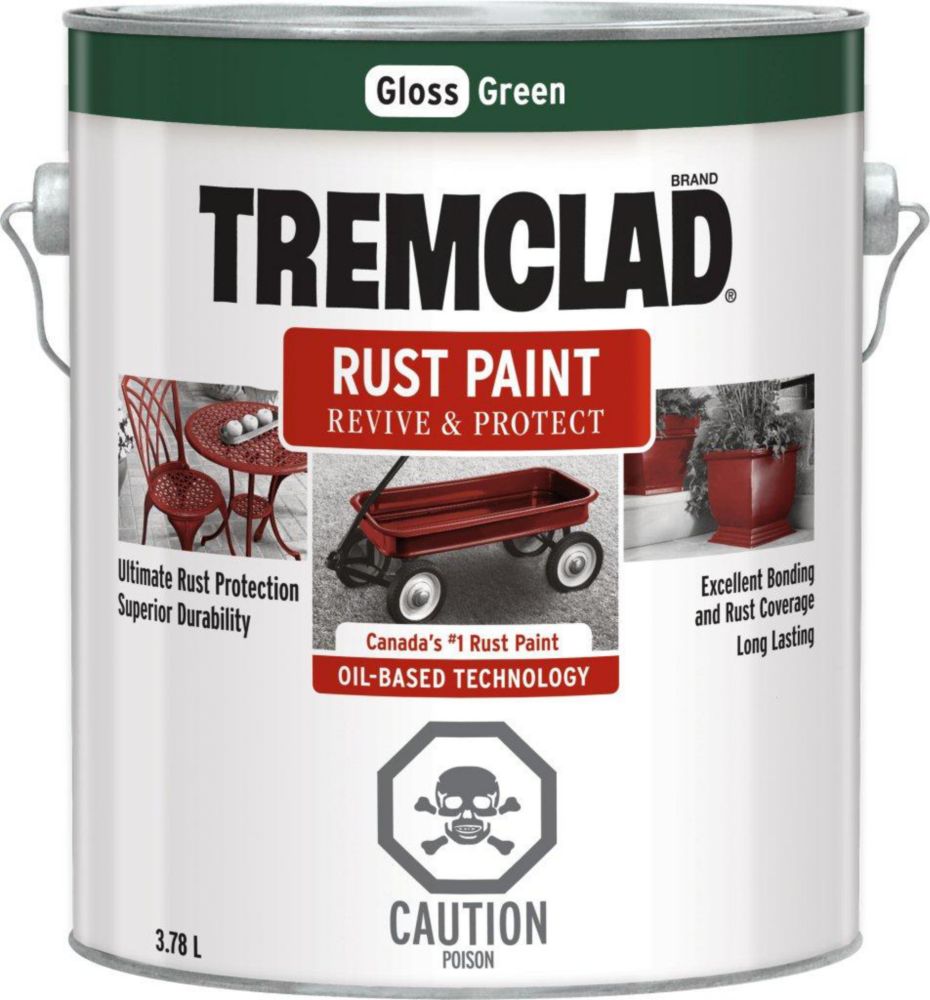 Gloss Green
BRAND
TREMCLAD®
RUST PAINT
REVIVE & PROTECT
Ultimate Rust Protection
Superior Durability
Excellent Bonding
and Rust Coverage
Long Lasting
Canada's #1 Rust Paint
OIL-BASED TECHNOLOGY
CAUTION
POISON
3.78 L